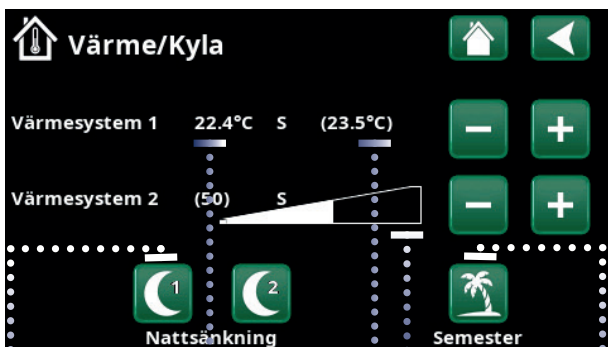 Värme/Kyla
Värmesystem 1 22.4°C S (23.5°C)
Värmesystem 2 (50) S
1 2
Nattsänkning Semester